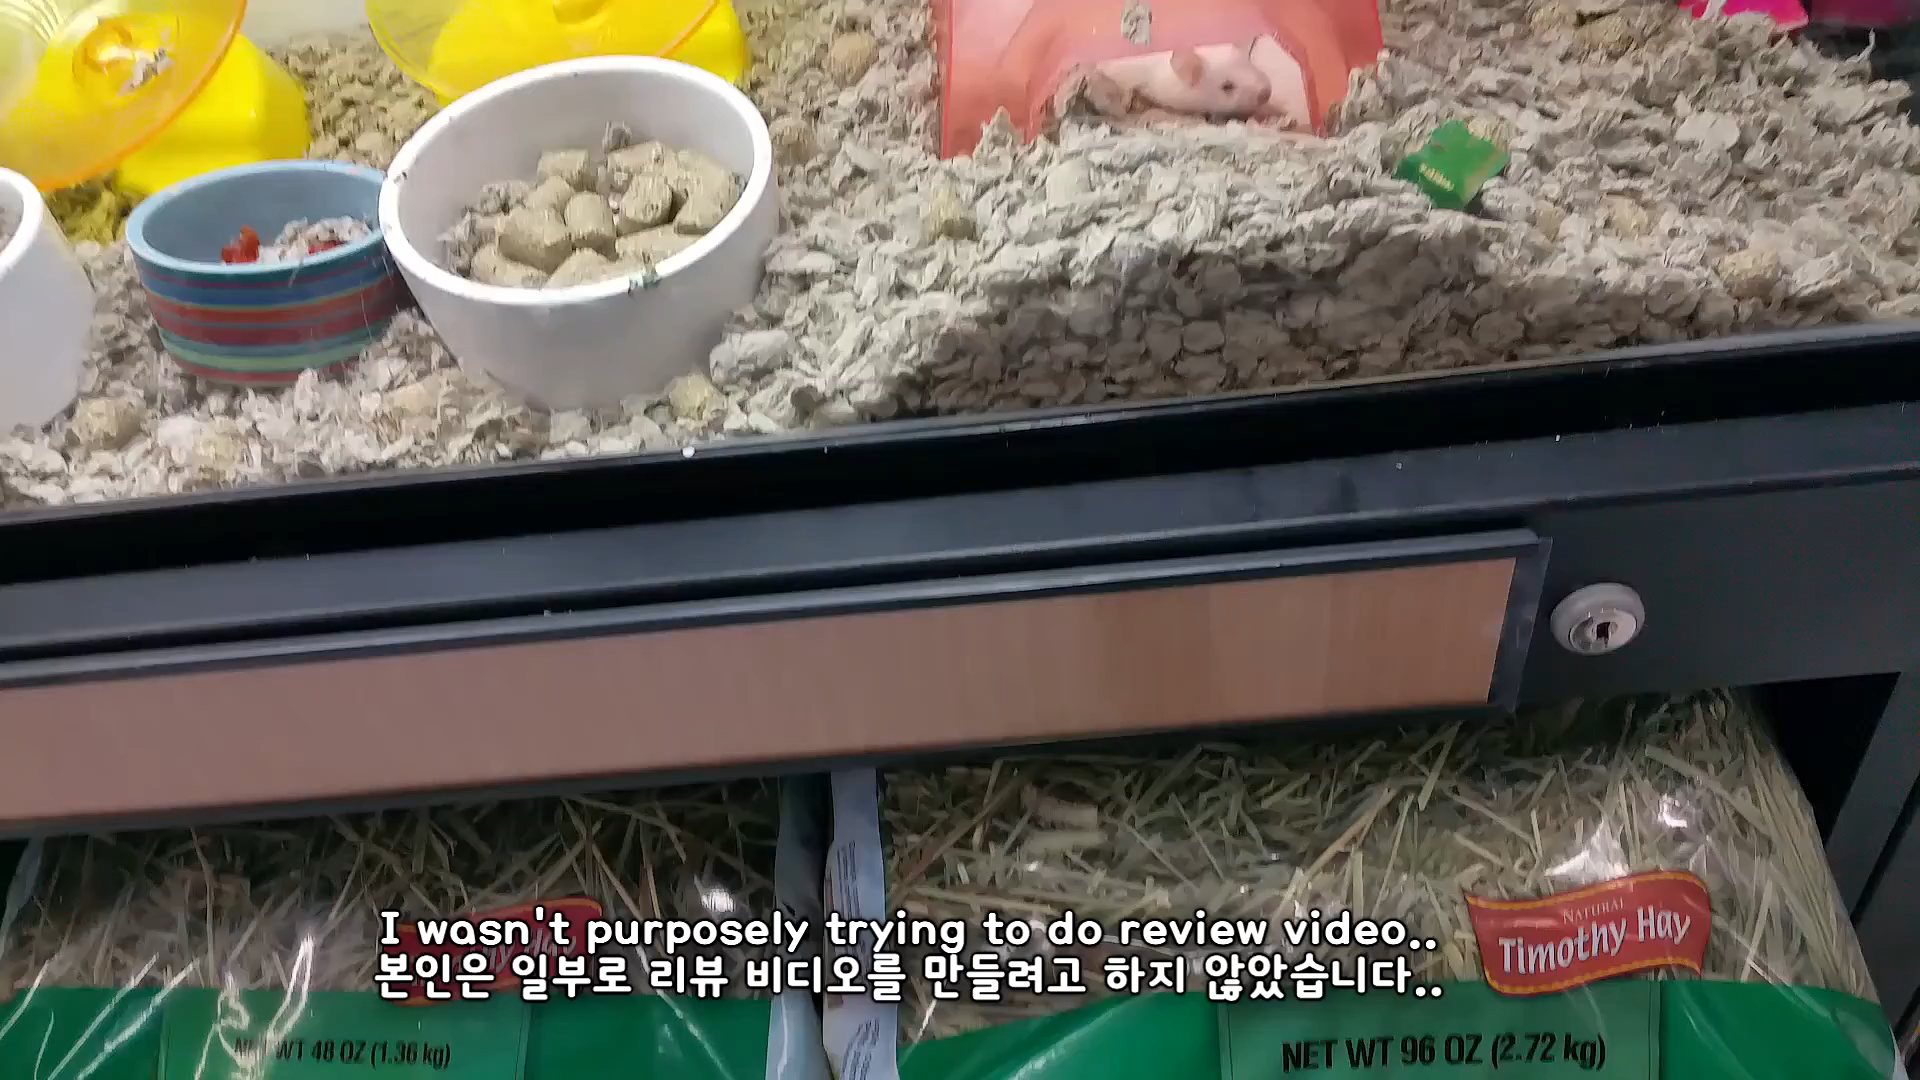 I wasn't purposely trying to do review video..
본인은 일부로 리뷰 비디오를 만들려고 하지 않았습니다..
NATURAL
Timothy Hay
NET WT 48 OZ (1.36 kg)
NET WT 96 OZ (2.72 kg)